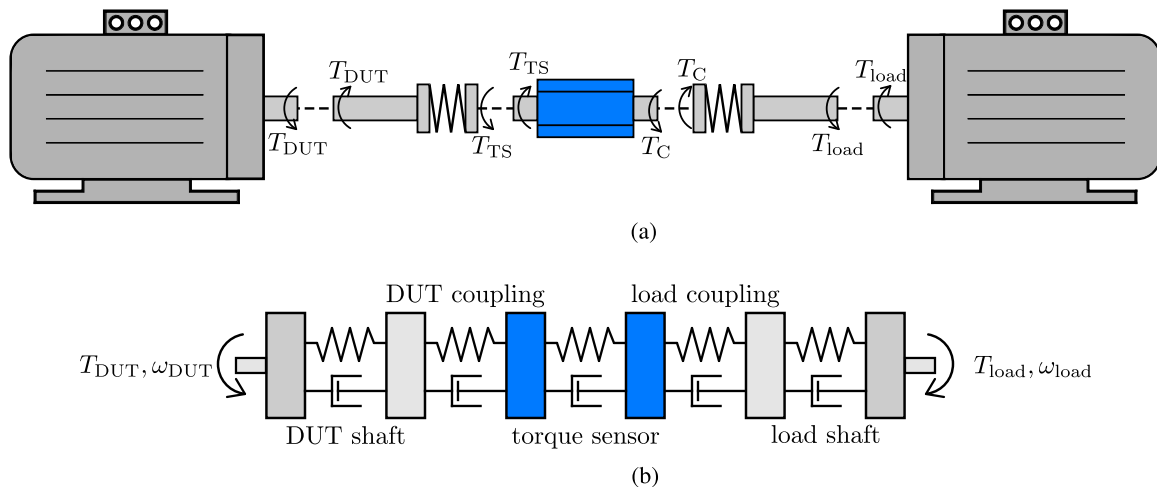 T_DUT T_TS T_C T_load
T_DUT T_TS T_C T_load
(a)
DUT coupling load coupling
T_DUT, ω_DUT T_load, ω_load
DUT shaft torque sensor load shaft
(b)